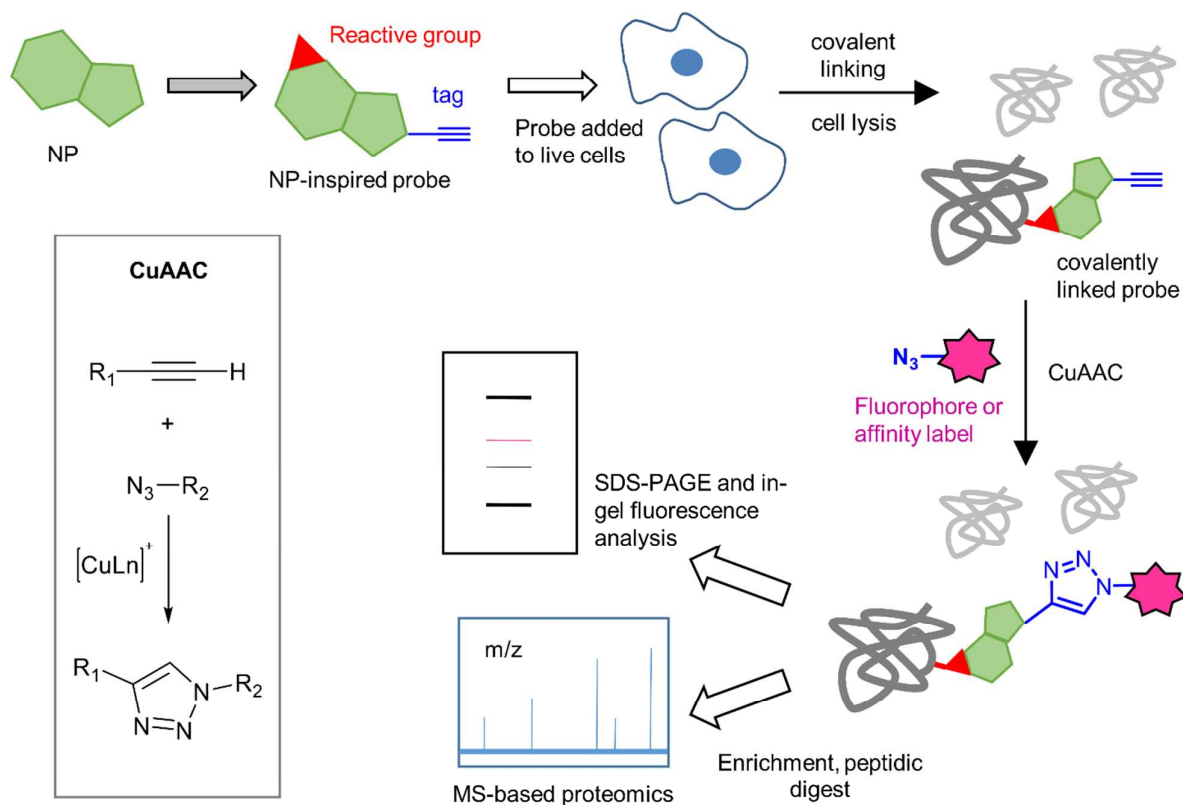 Reactive group
tag
NP
NP-inspired probe
Probe added
to live cells
covalent
linking
cell lysis
covalently
linked probe
CuAAC
R1
H
+
N3—R2
[CuLn]+
R1
N
R2
N
N
N3
CuAAC
Fluorophore or
affinity label
SDS-PAGE and in-
gel fluorescence
analysis
N
N
N
m/z
Enrichment, peptidic
digest
MS-based proteomics